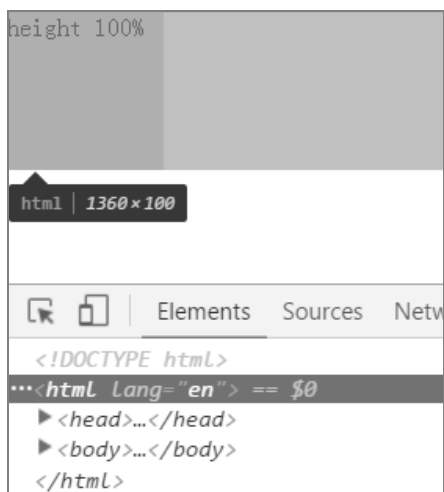 height 100%
html | 1360 × 100
Elements Sources Netw
<!DOCTYPE html>
···<html lang="en"> == $0
▶<head>…</head>
▶<body>…</body>
</html>